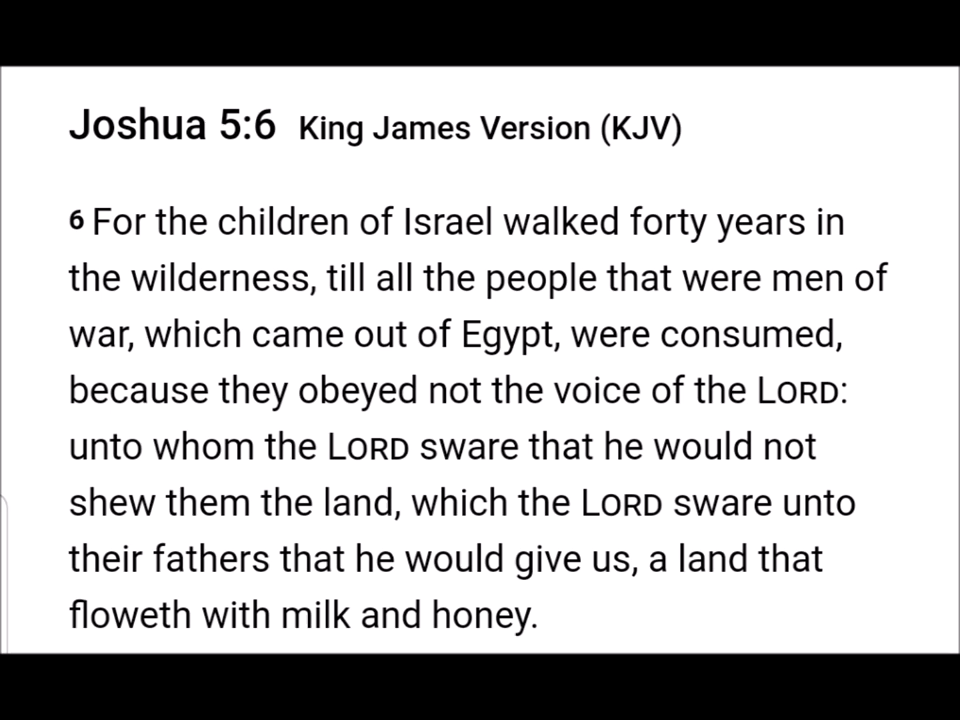 Joshua 5:6 King James Version (KJV)
6 For the children of Israel walked forty years in
the wilderness, till all the people that were men of
war, which came out of Egypt, were consumed,
because they obeyed not the voice of the LORD:
unto whom the LORD sware that he would not
shew them the land, which the LORD sware unto
their fathers that he would give us, a land that
floweth with milk and honey.